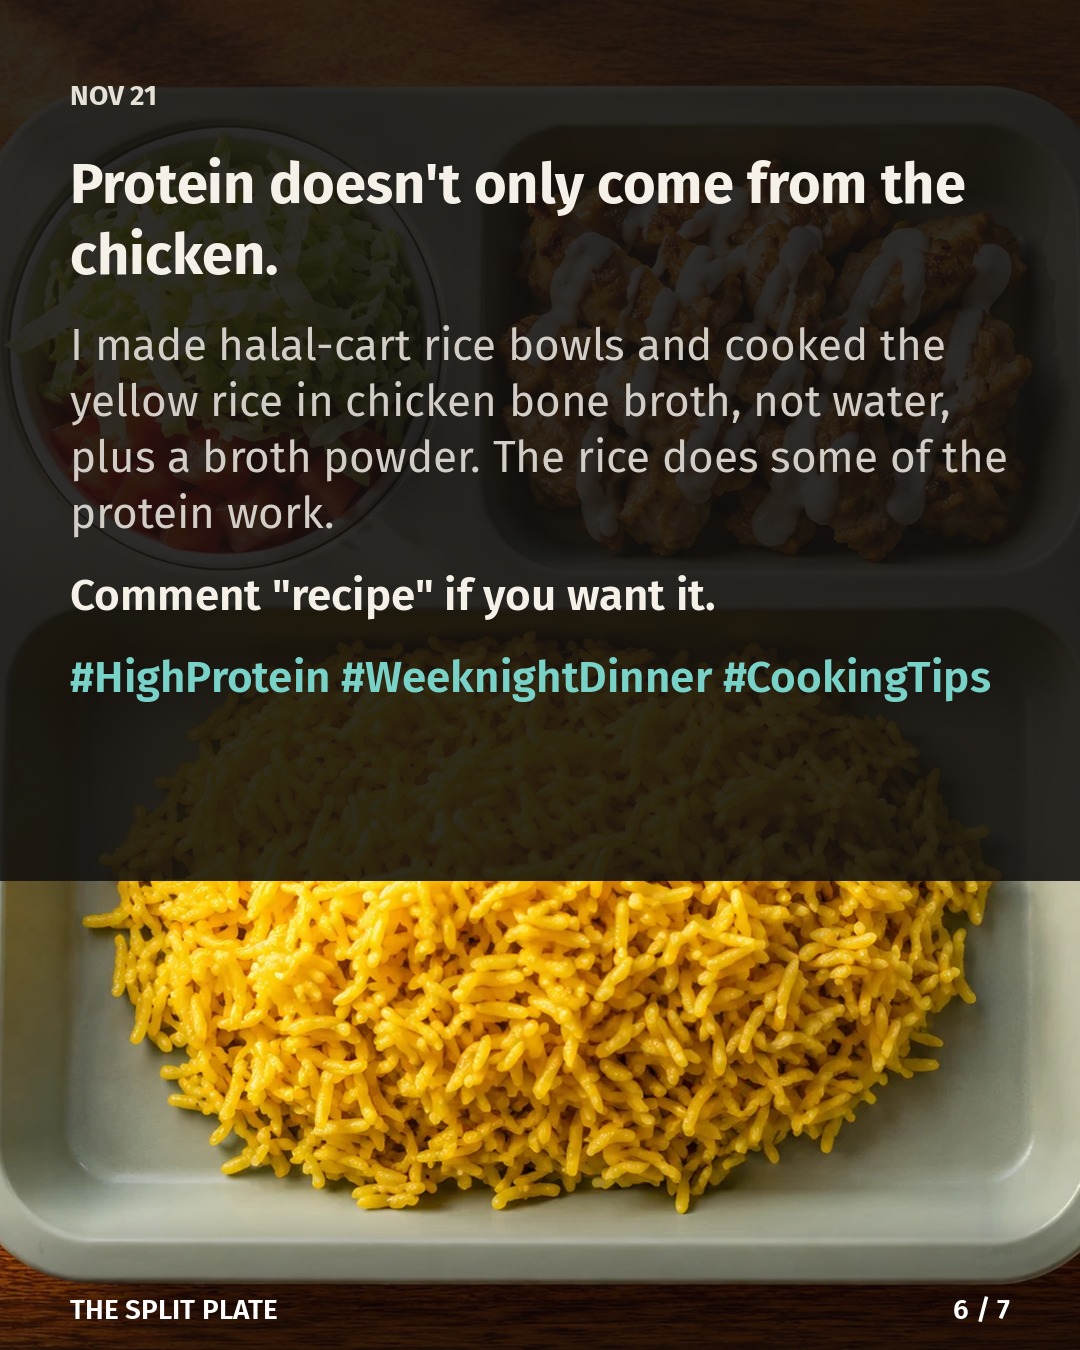 NOV 21
Protein doesn't only come from the
chicken.
I made halal-cart rice bowls and cooked the
yellow rice in chicken bone broth, not water,
plus a broth powder. The rice does some of the
protein work.
Comment "recipe" if you want it.
#HighProtein #WeeknightDinner #CookingTips
THE SPLIT PLATE
6 / 7